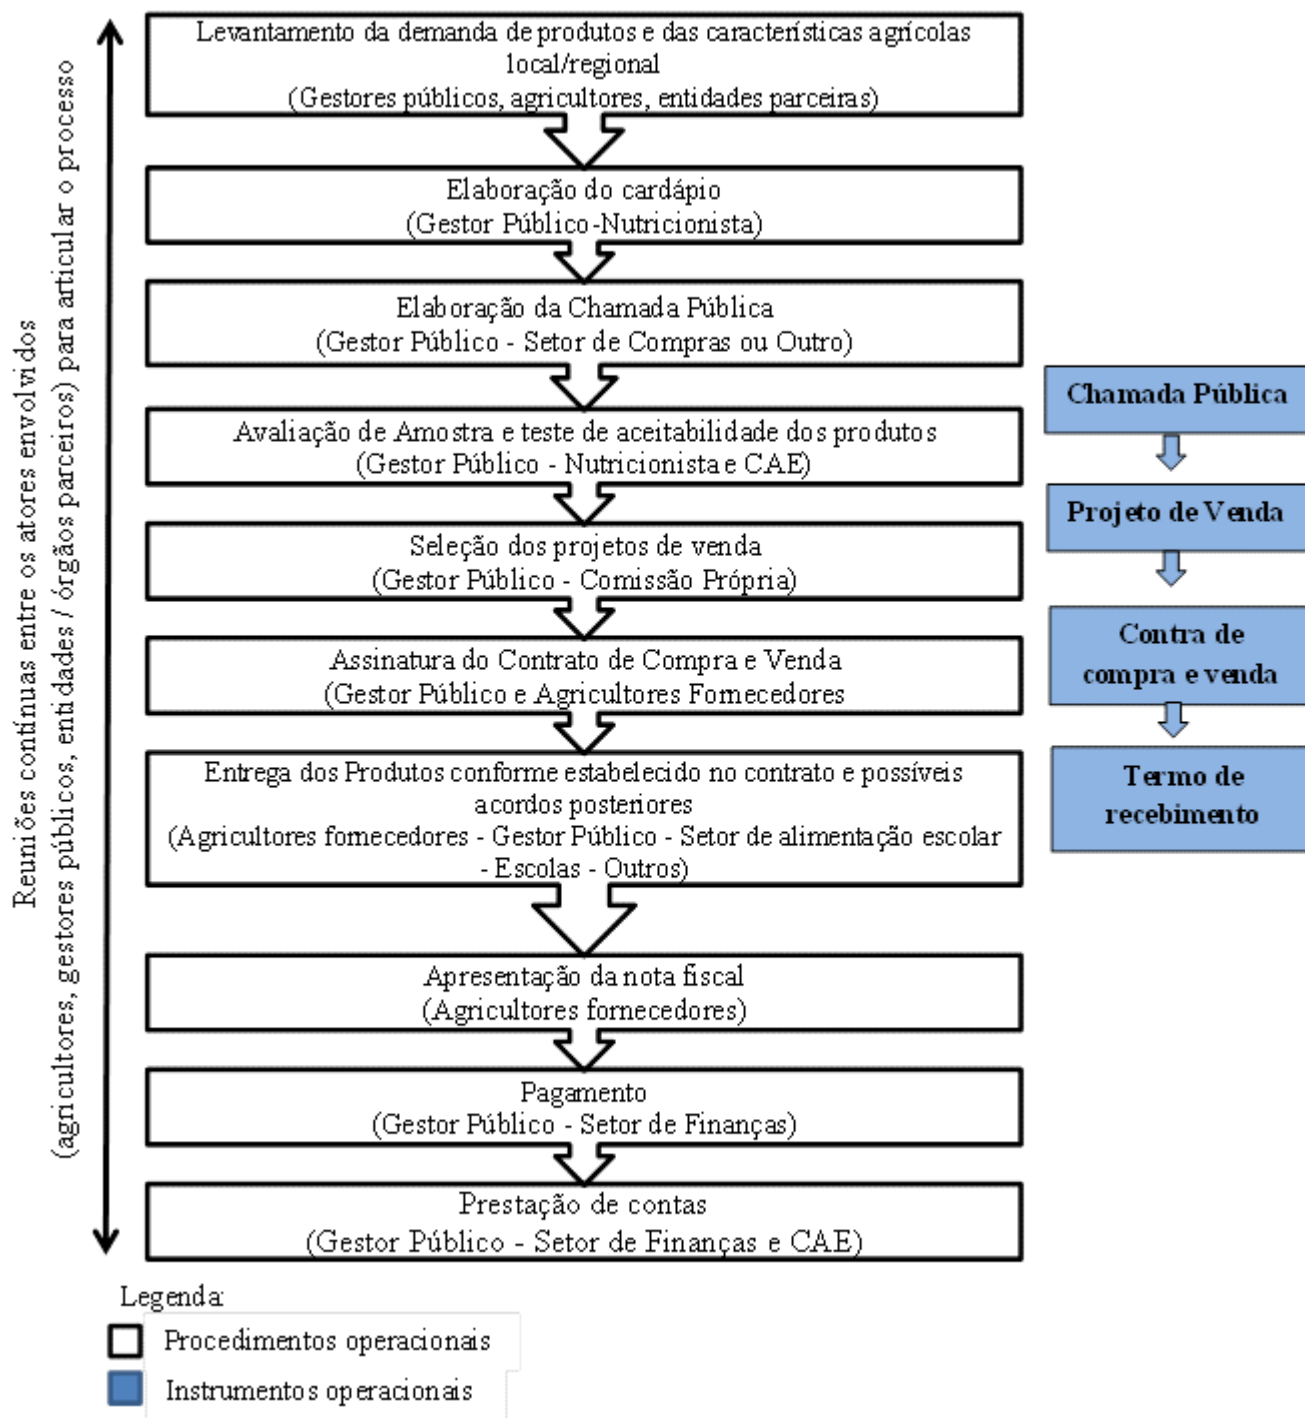 Reuniões contínuas entre os atores envolvidos
(agricultores, gestores públicos, entidades / órgãos parceiros) para articular o processo
Levantamento da demanda de produtos e das características agrícolas
local/regional
(Gestores públicos, agricultores, entidades parceiras)
Elaboração do cardápio
(Gestor Público-Nutricionista)
Elaboração da Chamada Pública
(Gestor Público - Setor de Compras ou Outro)
Avaliação de Amostra e teste de aceitabilidade dos produtos
(Gestor Público - Nutricionista e CAE)
Seleção dos projetos de venda
(Gestor Público - Comissão Própria)
Assinatura do Contrato de Compra e Venda
(Gestor Público e Agricultores Fornecedores
Entrega dos Produtos conforme estabelecido no contrato e possíveis
acordos posteriores
(Agricultores fornecedores - Gestor Público - Setor de alimentação escolar
- Escolas - Outros)
Apresentação da nota fiscal
(Agricultores fornecedores)
Pagamento
(Gestor Público - Setor de Finanças)
Prestação de contas
(Gestor Público - Setor de Finanças e CAE)
Chamada Pública
Projeto de Venda
Contra de
compra e venda
Termo de
recebimento
Legenda:
Procedimentos operacionais
Instrumentos operacionais